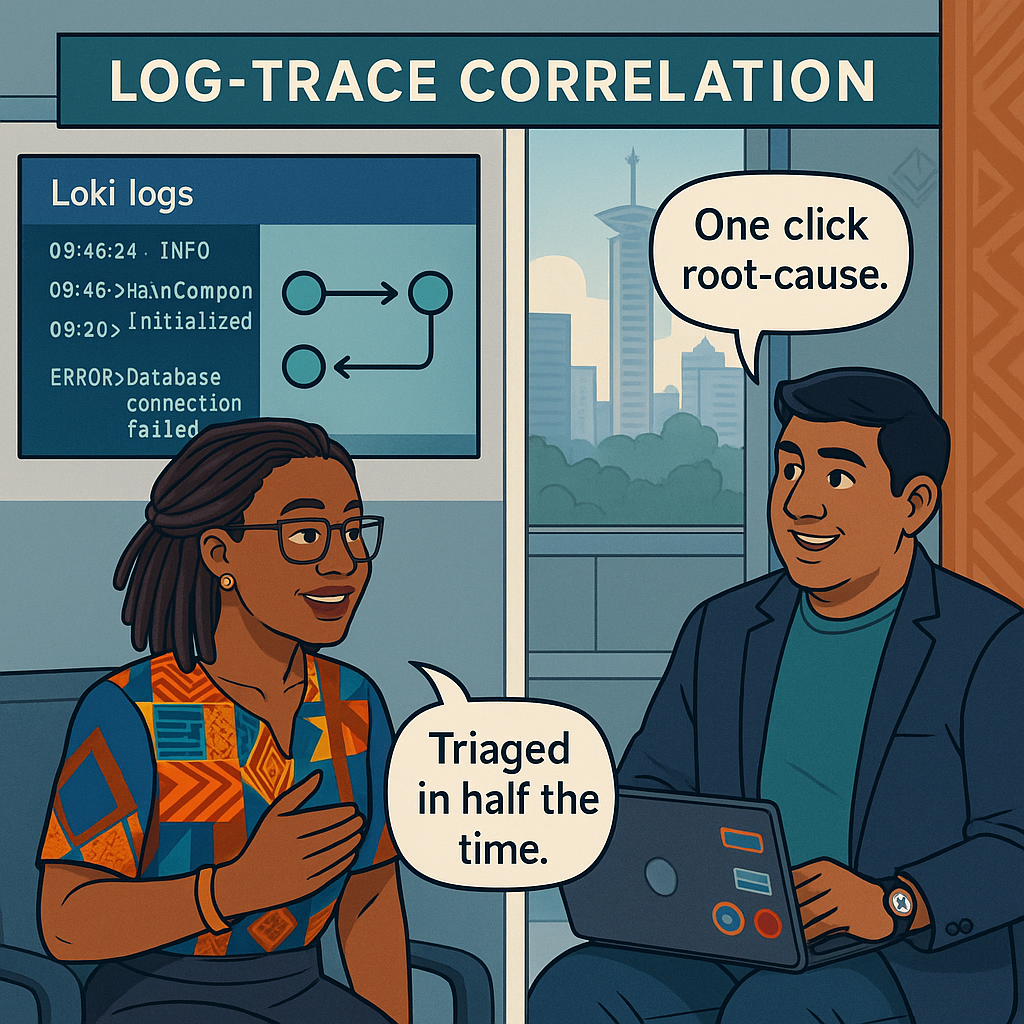 LOG-TRACE CORRELATION
Loki logs
09:46:24 · INFO
09:46·>Ha\nCompon
09:20> Initialized
ERROR>Database
connection
failed
One click
root-cause.
Triaged
in half the
time.